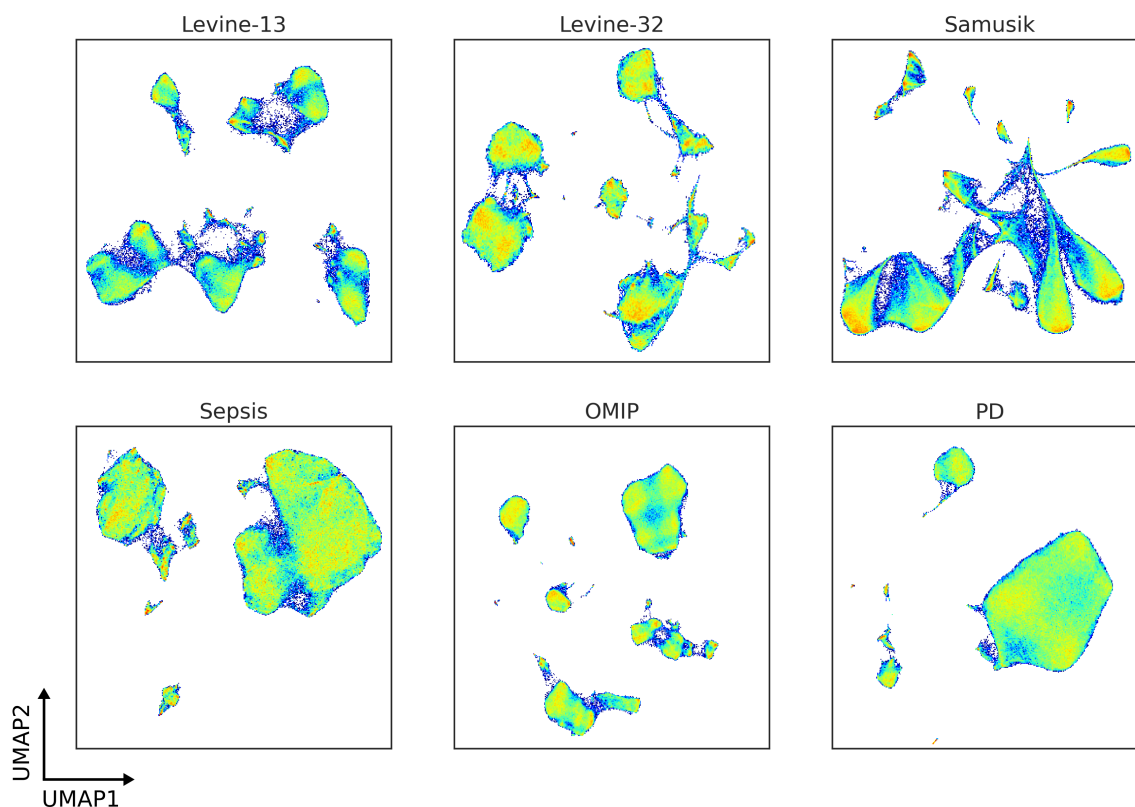 Levine-13
Levine-32
Samusik
Sepsis
OMIP
PD
UMAP2
UMAP1